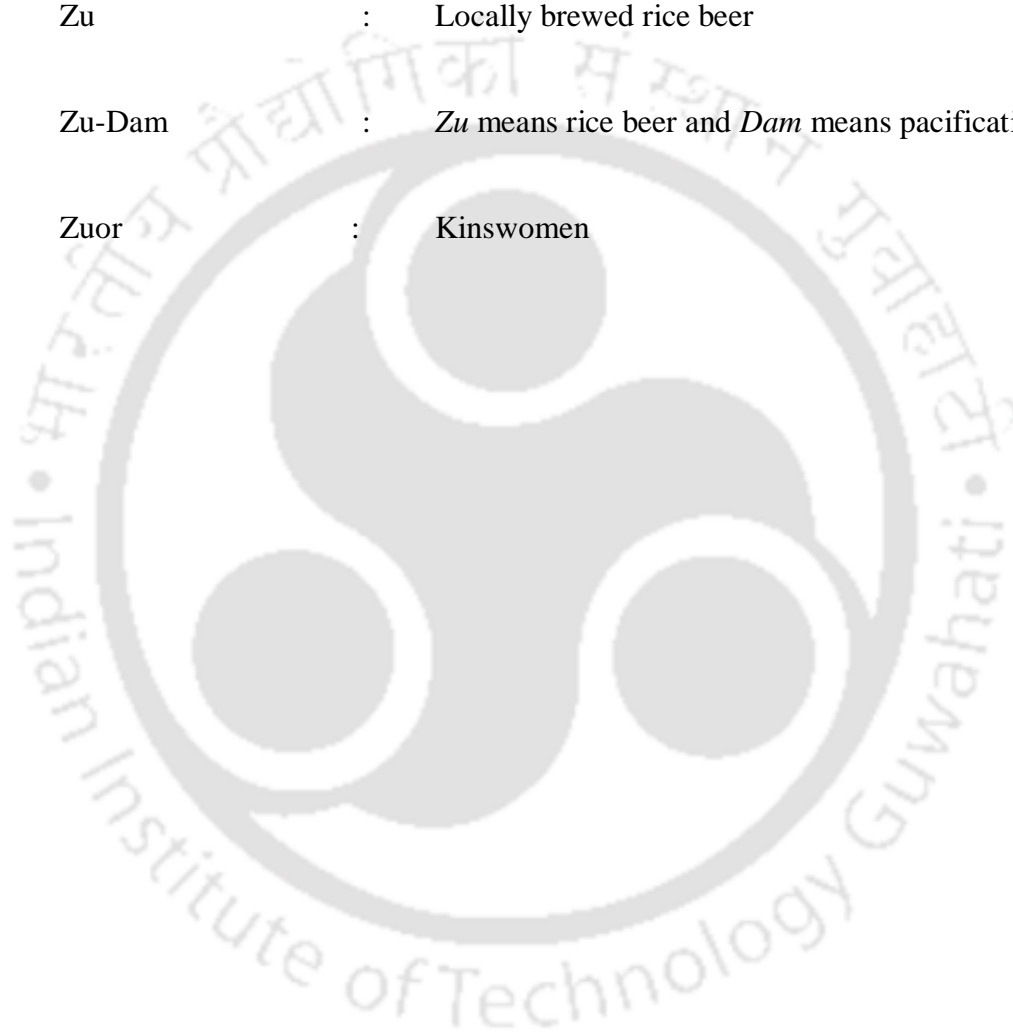 Zu : Locally brewed rice beer
Zu-Dam : Zu means rice beer and Dam means
Zuor : Kinswomen
भारतीय प्रौद्योगिकी संस्थान गुवाहाटी
• Indian Institute of Technology Guwahati •